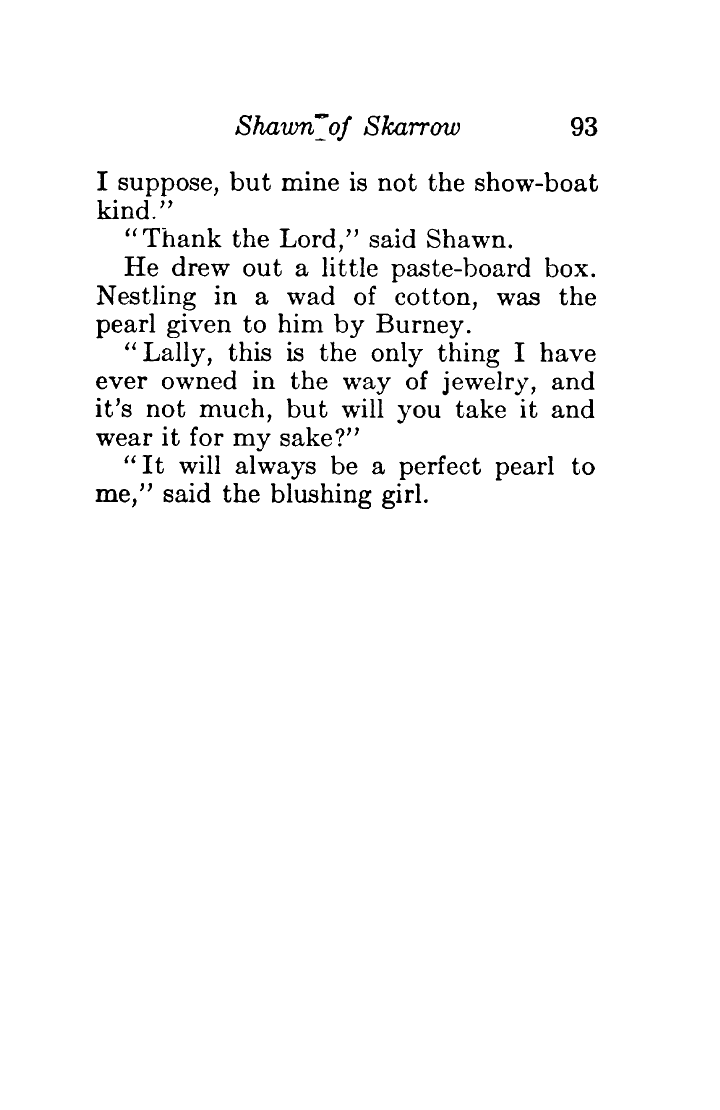 Shawn of Skarrow 93
I suppose, but mine is not the show-boat
kind."
"Thank the Lord," said Shawn.
He drew out a little paste-board box.
Nestling in a wad of cotton, was the
pearl given to him by Burney.
"Lally, this is the only thing I have
ever owned in the way of jewelry, and
it's not much, but will you take it and
wear it for my sake?"
"It will always be a perfect pearl to
me," said the blushing girl.